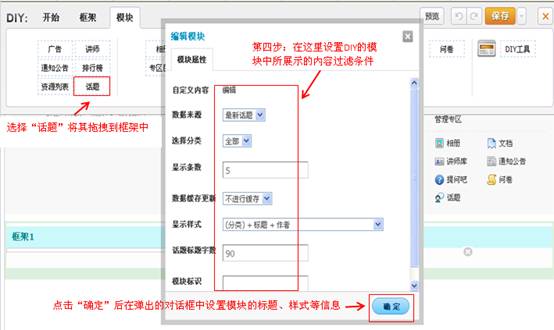 DIY: 开始 框架 模块
预览 保存
广告 讲师 相册
通知公告 排行榜 专区
资源列表 话题
问卷 DIY工具
编辑模块
模块属性
第四步：在这里设置DIY的模
块中所展示的内容过滤条件
自定义内容 编辑
数据来源 最新话题
选择分类 全部
显示条数 5
数据缓存更新 不进行缓存
显示样式 (分类)+标题+作者
话题标题字数 90
模块标识
确定
选择“话题”将其拖拽到框架中
管理专区
相册 文档
讲师库 通知公告
提问吧 问卷
话题
框架1
点击“确定”后在弹出的对话框中设置模块的标题、样式等信息